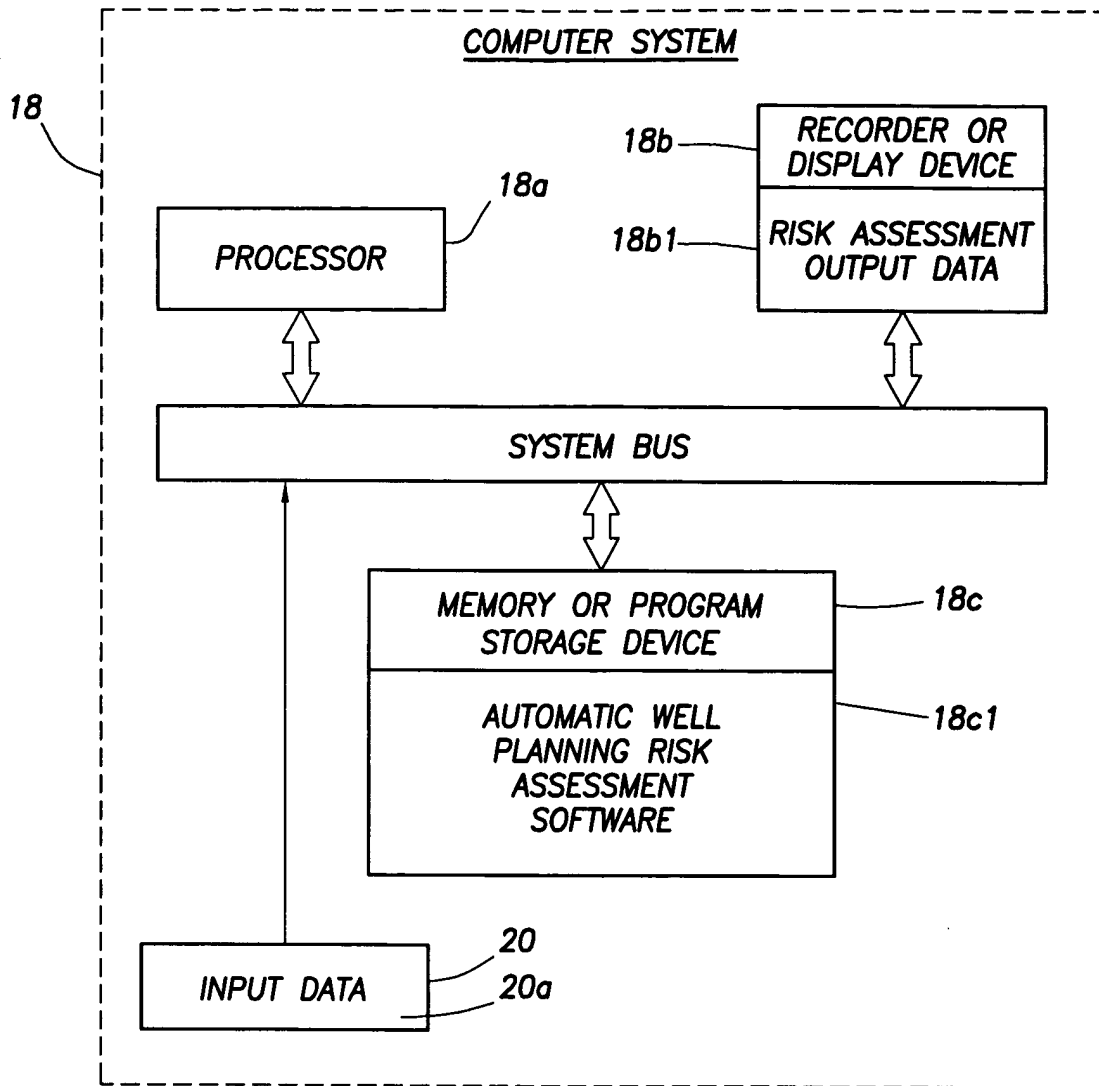 COMPUTER SYSTEM
18
18b
RECORDER OR
DISPLAY DEVICE
18a
18b1
RISK ASSESSMENT
OUTPUT DATA
PROCESSOR
SYSTEM BUS
MEMORY OR PROGRAM
STORAGE DEVICE
18c
AUTOMATIC WELL
PLANNING RISK
ASSESSMENT
SOFTWARE
18c1
20
INPUT DATA
20a